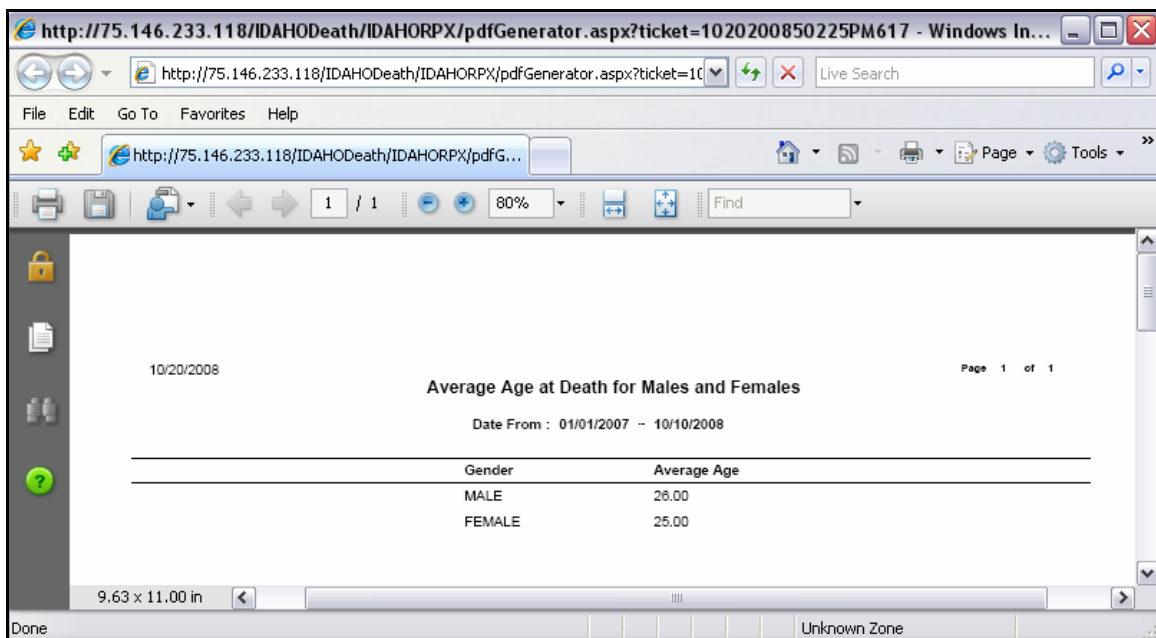 http://75.146.233.118/IDAHODeath/IDAHORPX/pdfGenerator.aspx?ticket=1020200850225PM617 - Windows In...
http://75.146.233.118/IDAHODeath/IDAHORPX/pdfGenerator.aspx?ticket=10
Live Search
File Edit Go To Favorites Help
http://75.146.233.118/IDAHODeath/IDAHORPX/pdfG...
Page Tools »
1 / 1 80% Find
10/20/2008
Page 1 of 1
Average Age at Death for Males and Females
Date From : 01/01/2007 -- 10/10/2008
Gender Average Age
MALE 26.00
FEMALE 25.00
9.63 x 11.00 in
Done Unknown Zone